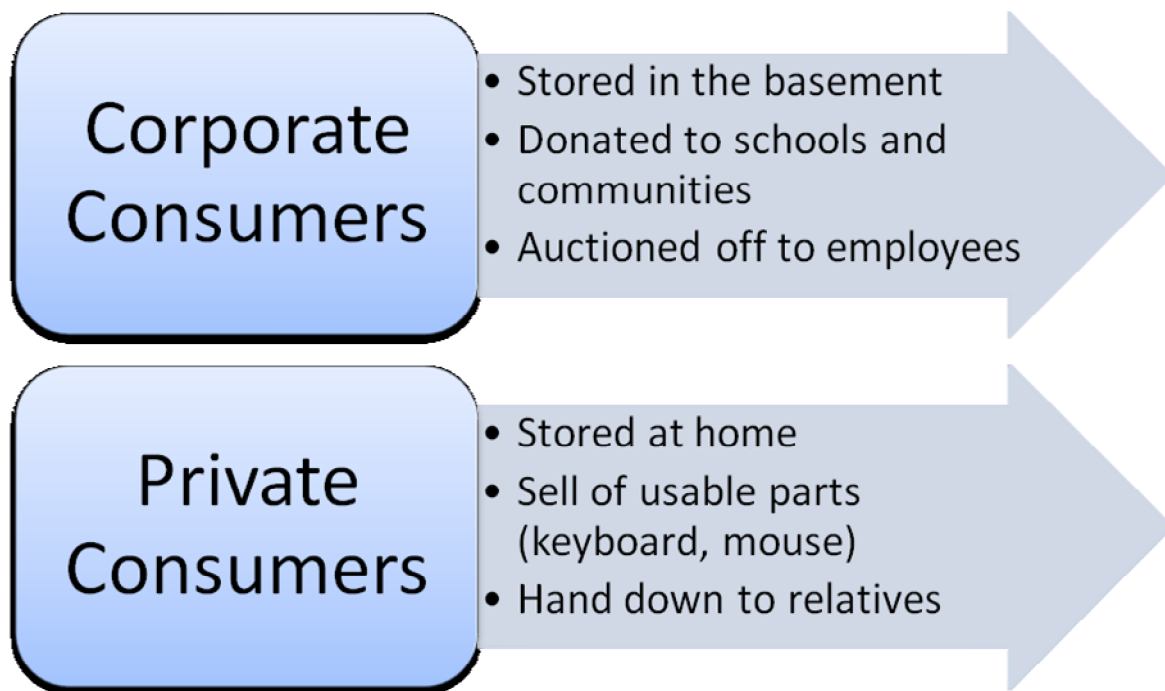 Corporate
Consumers
• Stored in the basement
• Donated to schools and
communities
• Auctioned off to employees
Private
Consumers
• Stored at home
• Sell of usable parts
(keyboard, mouse)
• Hand down to relatives